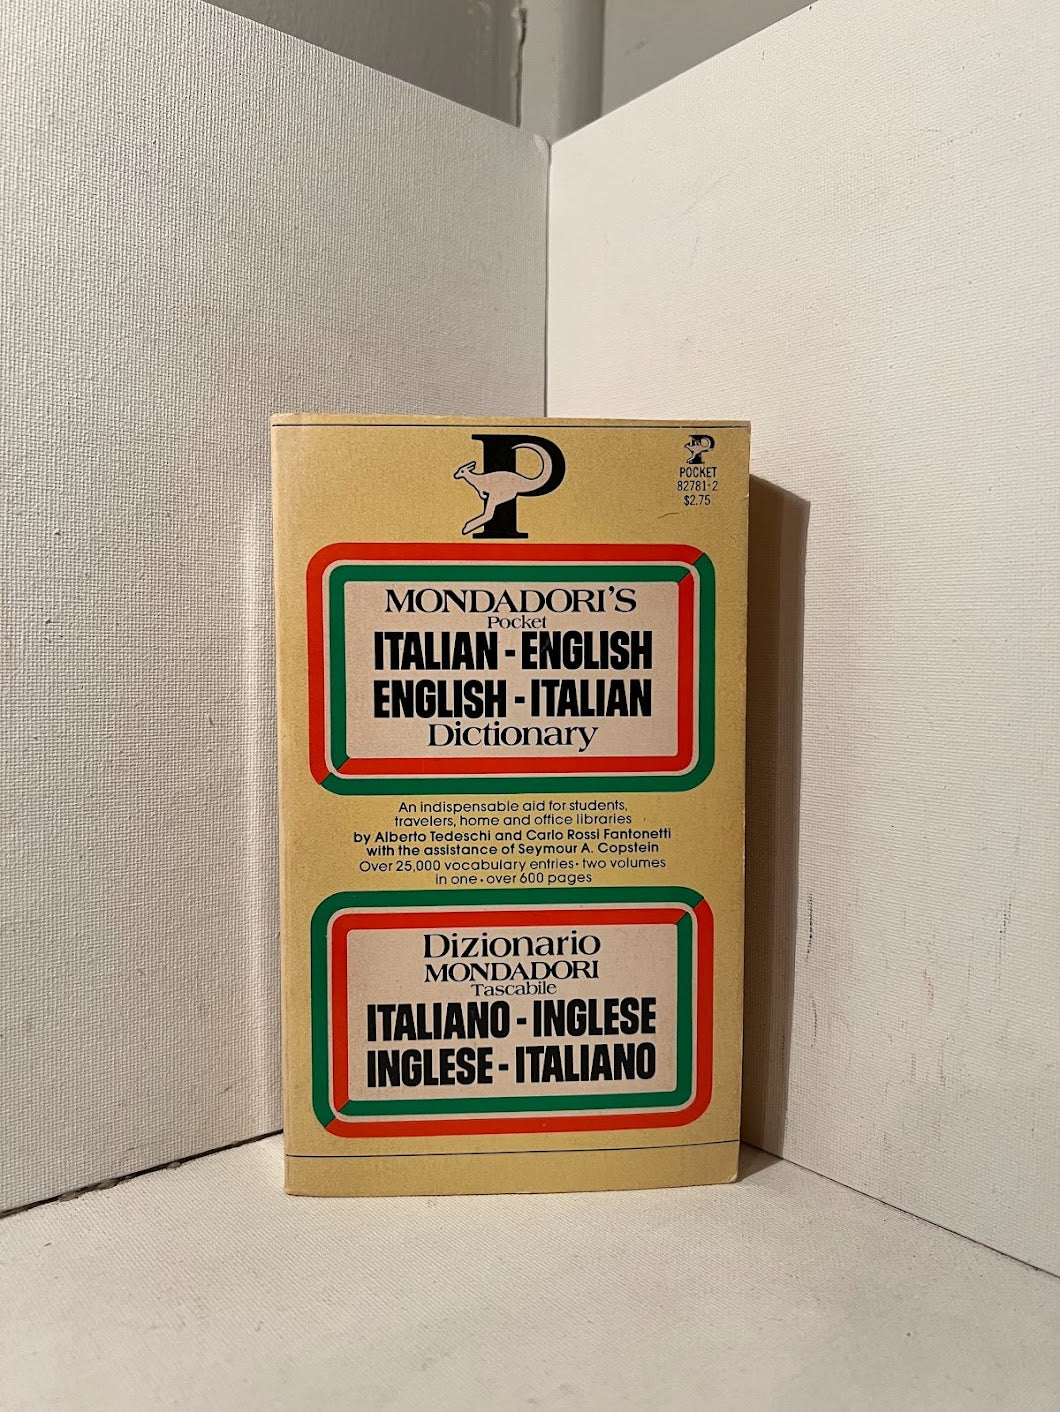 P
P
POCKET
82781-2
$2.75
MONDADORI'S
Pocket
ITALIAN - ENGLISH
ENGLISH - ITALIAN
Dictionary
An indispensable aid for students,
travelers, home and office libraries
by Alberto Tedeschi and Carlo Rossi Fantonetti
with the assistance of Seymour A. Copstein
Over 25,000 vocabulary entries • two volumes
in one • over 600 pages
Dizionario
MONDADORI
Tascabile
ITALIANO - INGLESE
INGLESE - ITALIANO